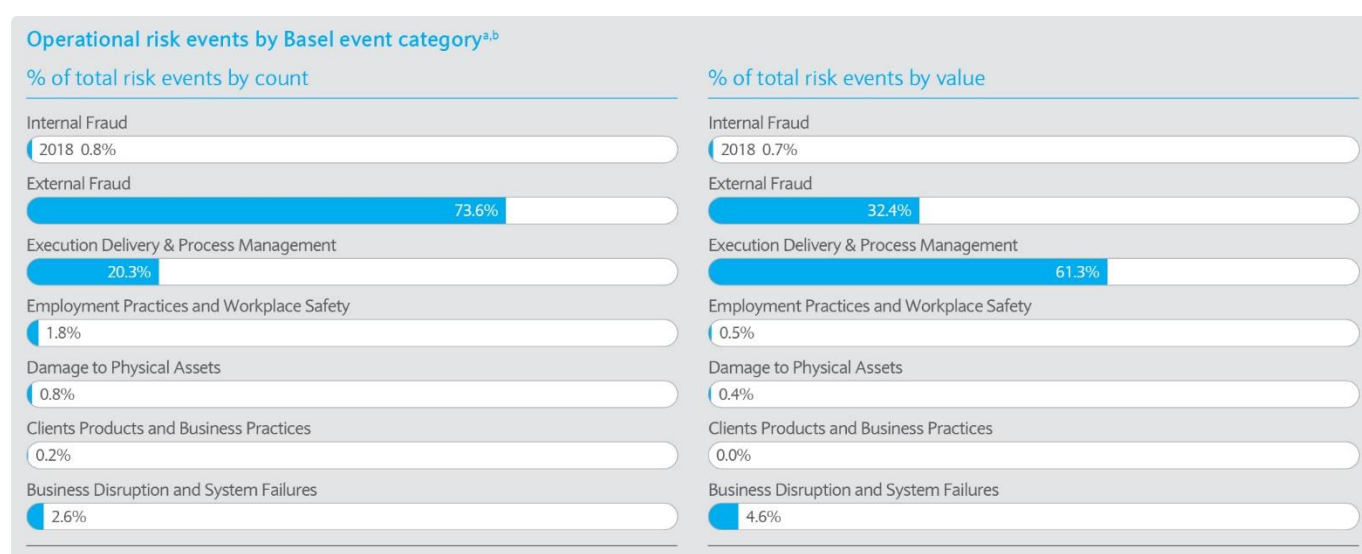 Operational risk events by Basel event categorya,b
% of total risk events by count
Internal Fraud
2018 0.8%
External Fraud
73.6%
Execution Delivery & Process Management
20.3%
Employment Practices and Workplace Safety
1.8%
Damage to Physical Assets
0.8%
Clients Products and Business Practices
0.2%
Business Disruption and System Failures
2.6%
% of total risk events by value
Internal Fraud
2018 0.7%
External Fraud
32.4%
Execution Delivery & Process Management
61.3%
Employment Practices and Workplace Safety
0.5%
Damage to Physical Assets
0.4%
Clients Products and Business Practices
0.0%
Business Disruption and System Failures
4.6%